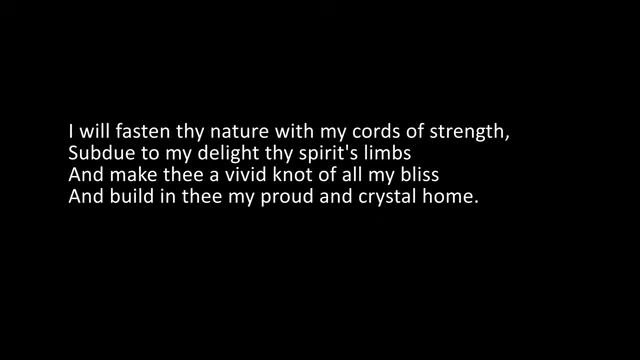 I will fasten thy nature with my cords of strength,
Subdue to my delight thy spirit's limbs
And make thee a vivid knot of all my bliss
And build in thee my proud and crystal home.